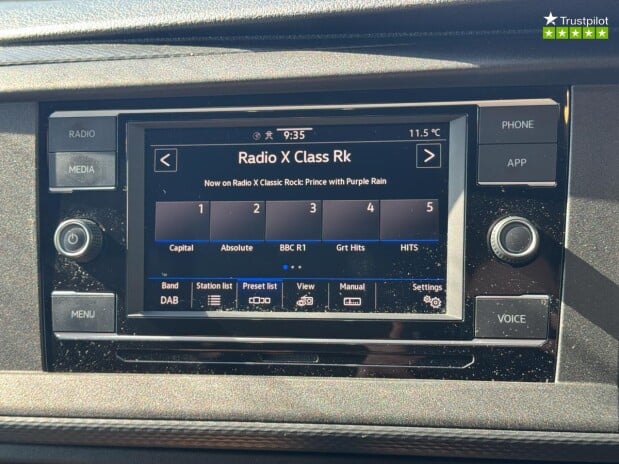 Trustpilot
9:35
11.5 °C
RADIO
Radio X Class Rk
PHONE
MEDIA
Now on Radio X Classic Rock: Prince with Purple Rain
APP
1 2 3 4 5
Capital Absolute BBC R1 Grt Hits HITS
Band Station list Preset list View Manual Settings
DAB
MENU
VOICE